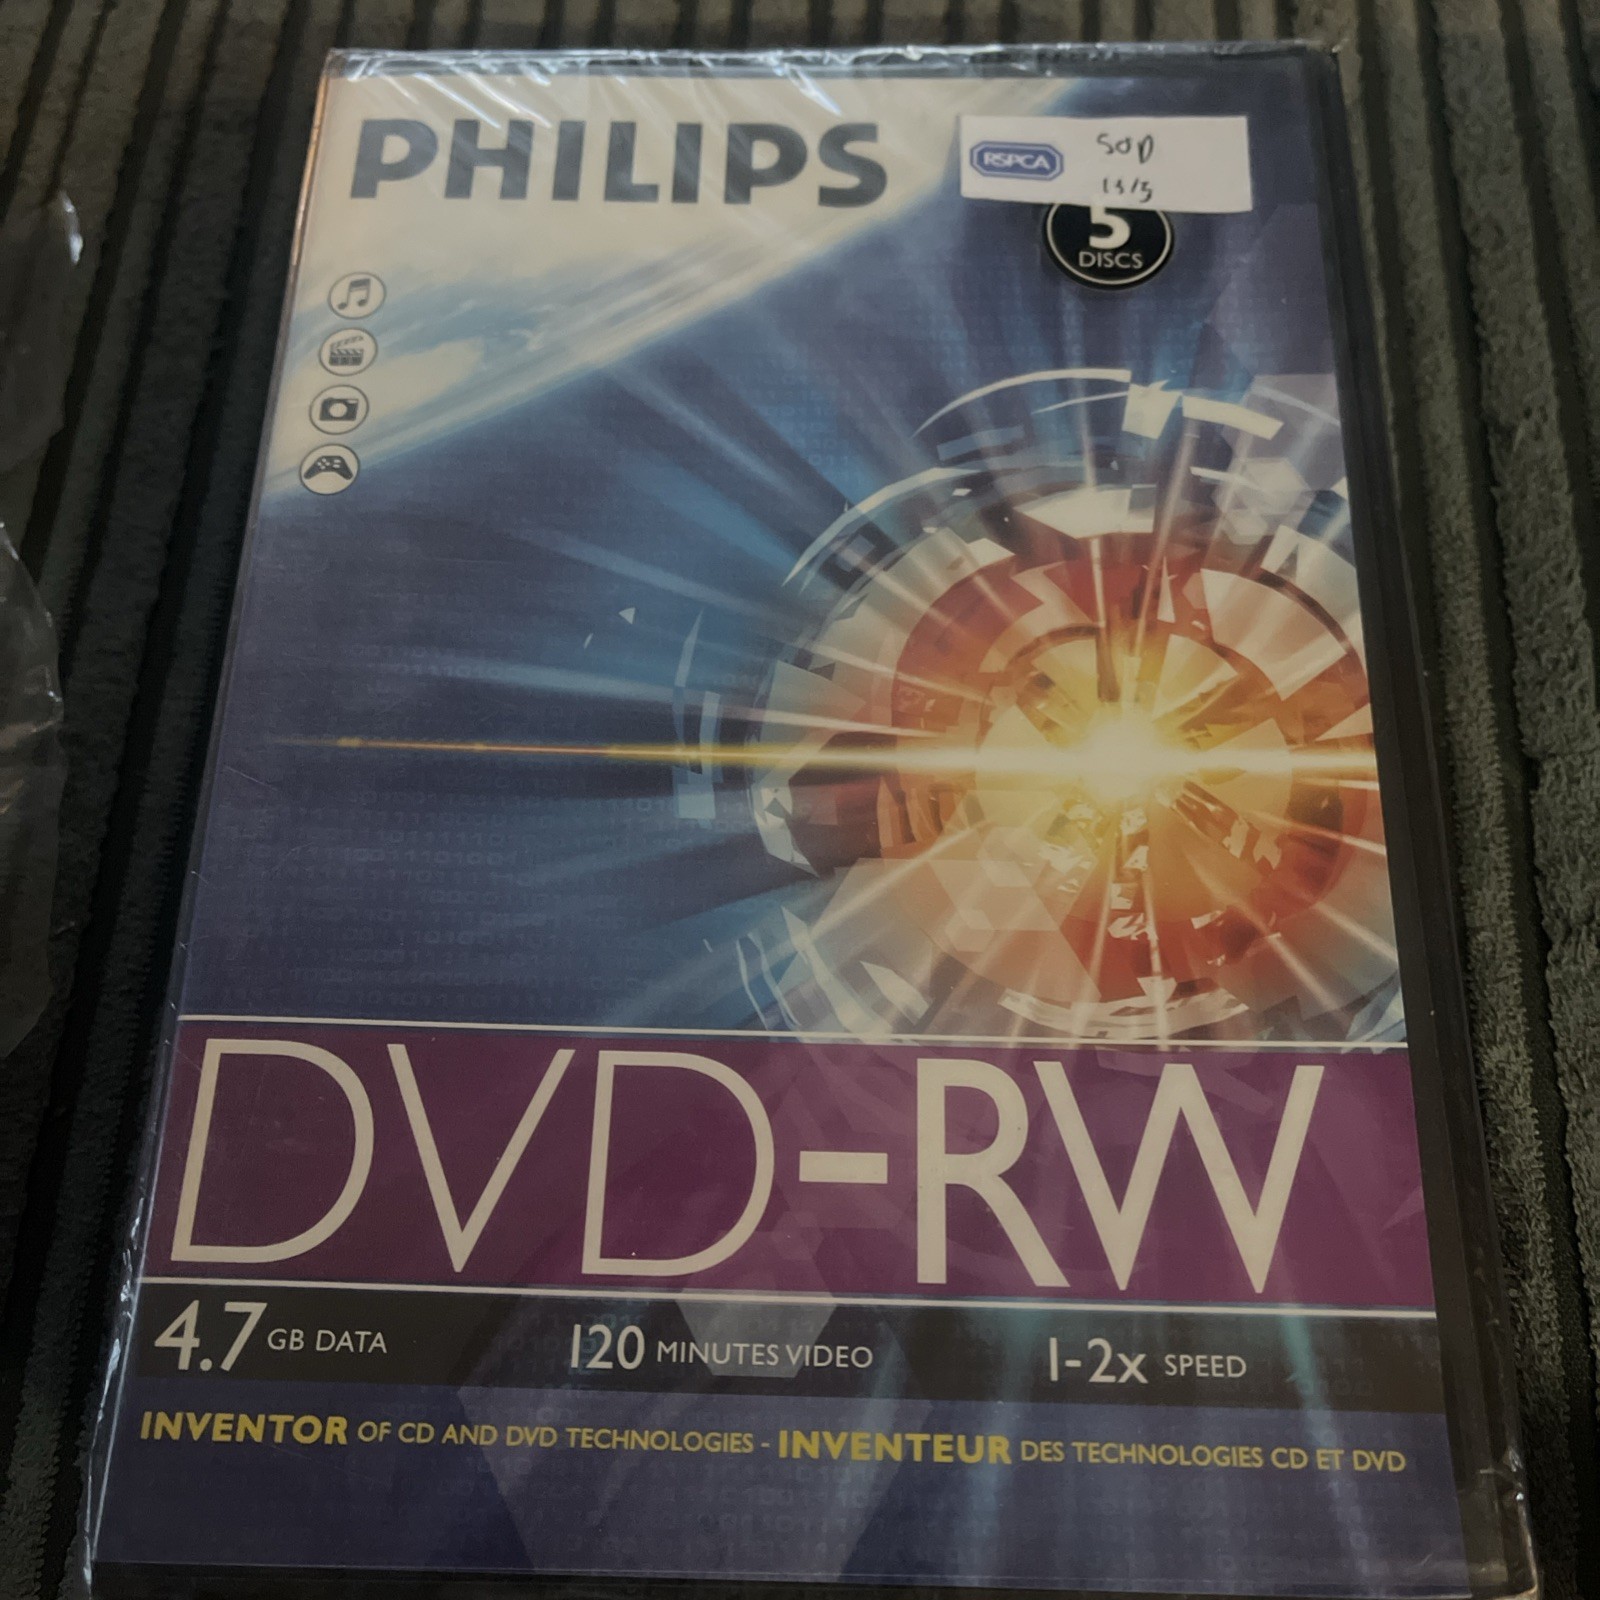 PHILIPS
RSPCA
50p
13/5
5
DISCS
DVD-RW
4.7 GB DATA
120 MINUTES VIDEO
1-2x SPEED
INVENTOR OF CD AND DVD TECHNOLOGIES - INVENTEUR DES TECHNOLOGIES CD ET DVD